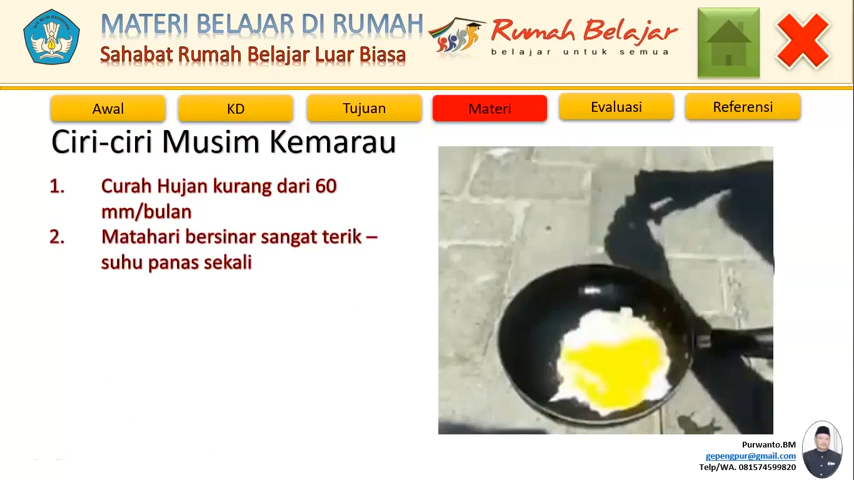 MATERI BELAJAR DI RUMAH
Sahabat Rumah Belajar Luar Biasa
Rumah Belajar
belajar untuk semua
Awal
KD
Tujuan
Materi
Evaluasi
Referensi
Ciri-ciri Musim Kemarau
1. Curah Hujan kurang dari 60
mm/bulan
2. Matahari bersinar sangat terik –
suhu panas sekali
Purwanto.BM
gepengpur@gmail.com
Telp/WA. 081574599820